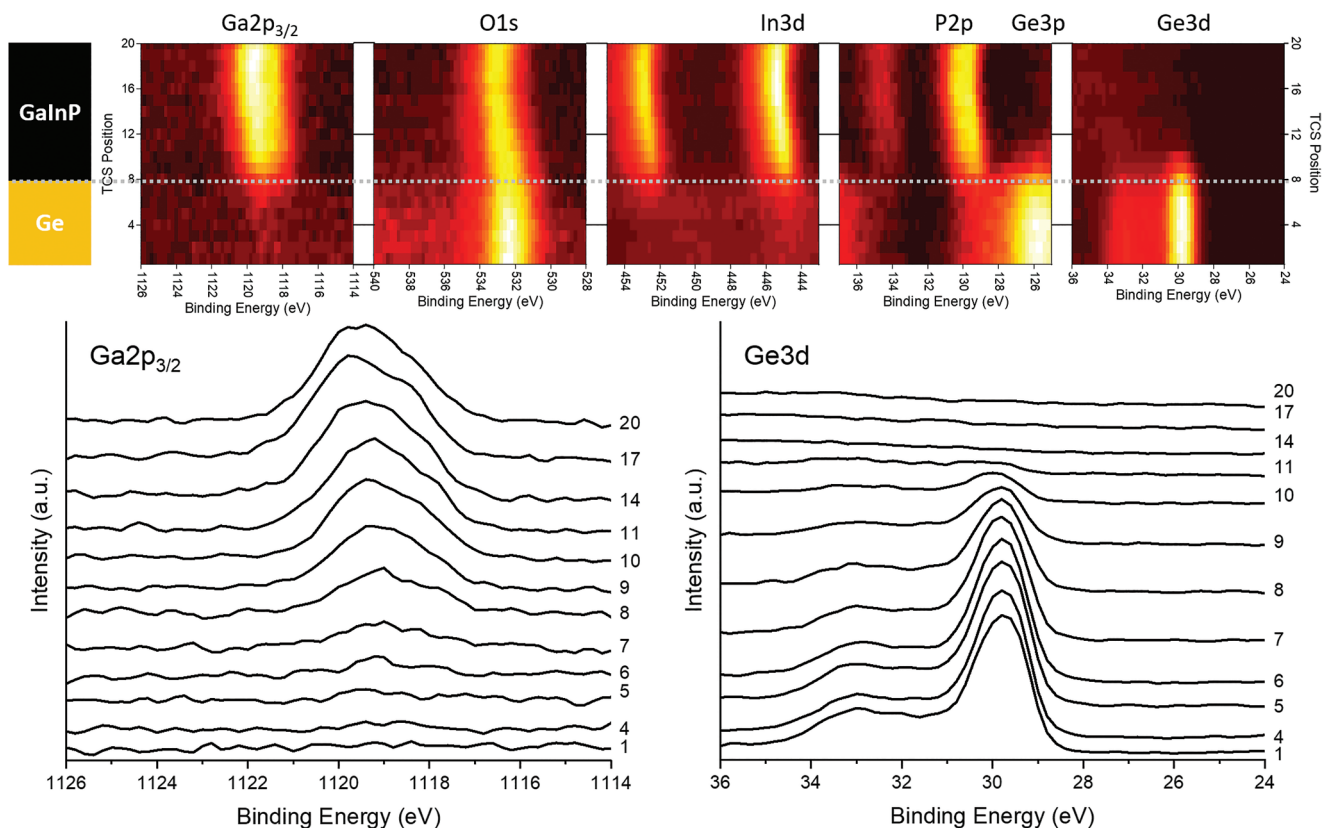 Ga2p3/2 O1s In3d P2p Ge3p Ge3d
GaInP
Ge
TCS Position
20
16
12
8
4
1126 1124 1122 1120 1118 1116 1114
Binding Energy (eV)
540 538 536 534 532 530 528
Binding Energy (eV)
454 452 450 448 446 444
Binding Energy (eV)
134 132 130 128 126
Binding Energy (eV)
36 32 30 28 26 24
Binding Energy (eV)
20
16
12
8
4
TCS Position
Ga2p3/2
Intensity (a.u.)
20
17
14
11
10
9
8
7
6
5
4
1
1126 1124 1122 1120 1118 1116 1114
Binding Energy (eV)
Ge3d
Intensity (a.u.)
20
17
14
11
10
9
8
7
6
5
4
1
36 34 32 30 28 26 24
Binding Energy (eV)